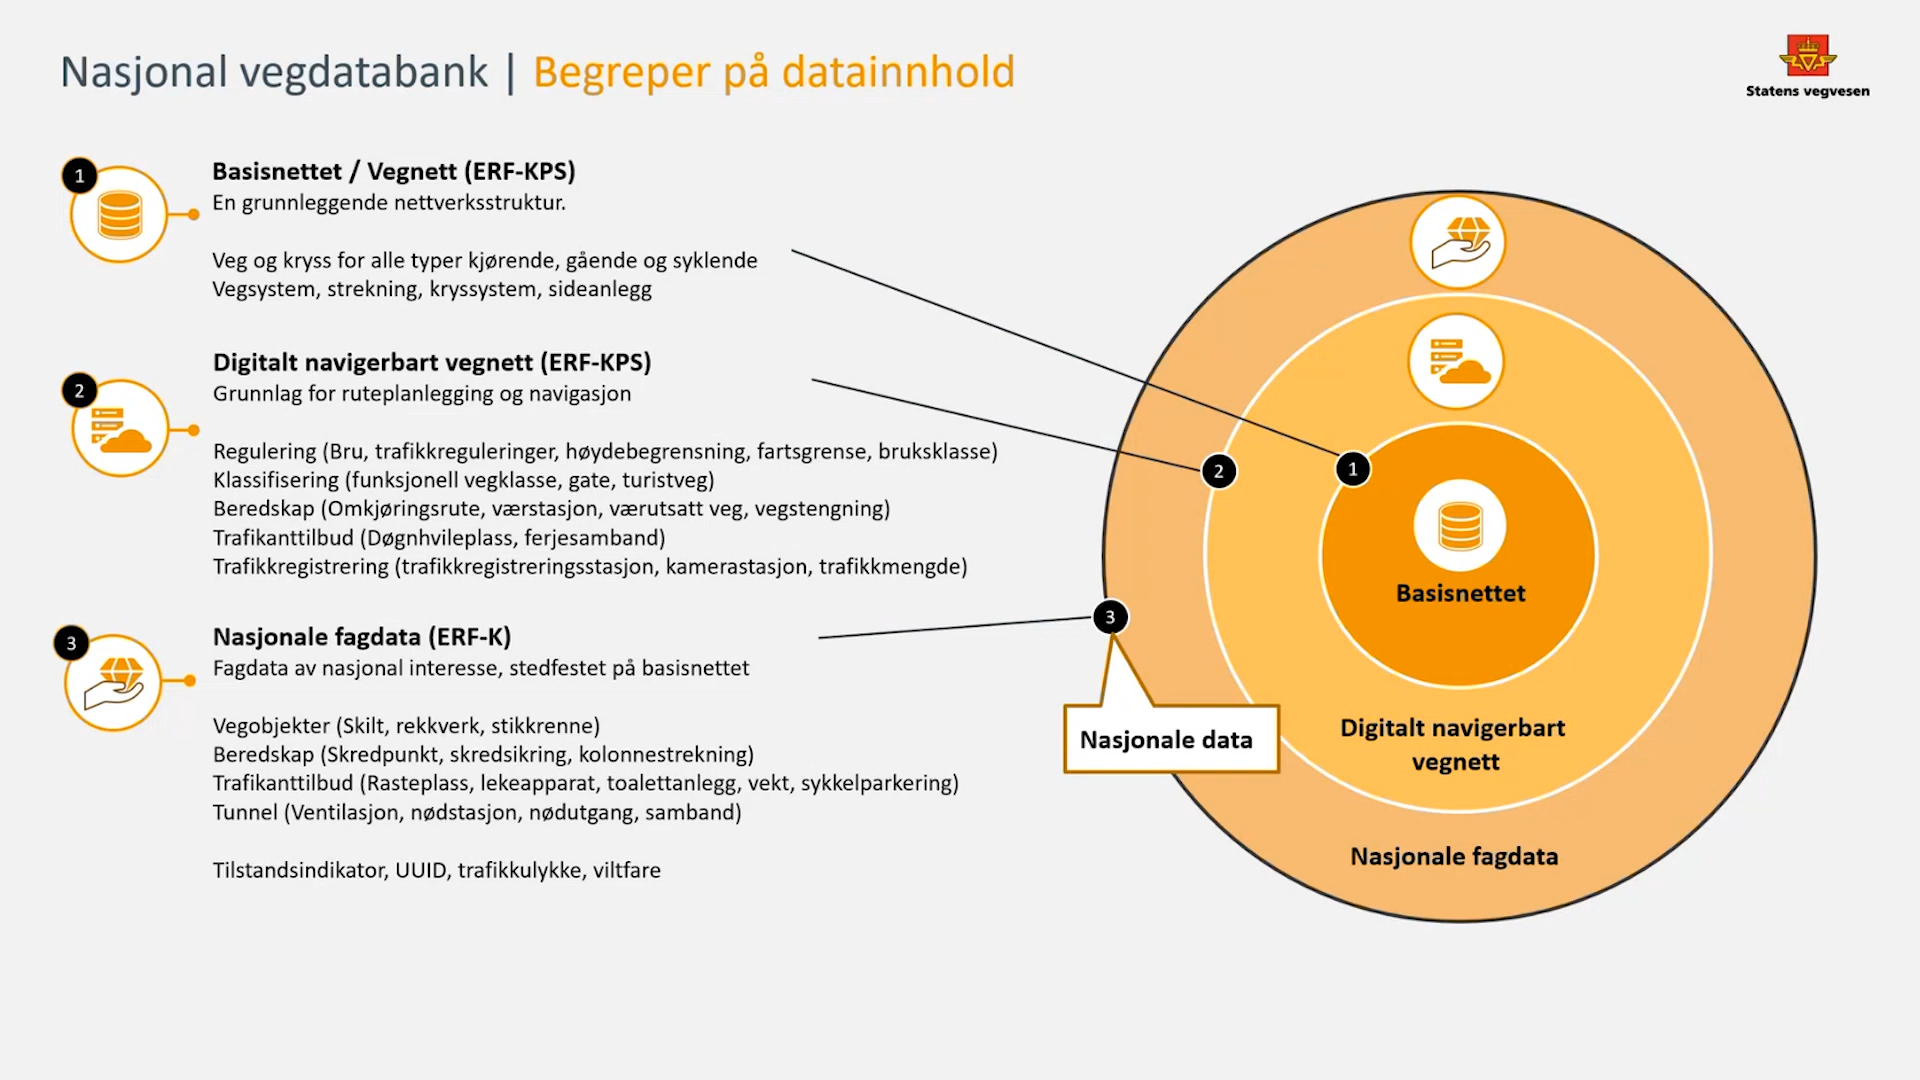 Nasjonal vegdatabank | Begreper på datainnhold
Statens vegvesen
1
Basisnettet / Vegnett (ERF-KPS)
En grunnleggende nettverksstruktur.
Veg og kryss for alle typer kjørende, gående og syklende
Vegsystem, strekning, kryssystem, sideanlegg
2
Digitalt navigerbart vegnett (ERF-KPS)
Grunnlag for ruteplanlegging og navigasjon
Regulering (Bru, trafikkreguleringer, høydebegrensning, fartsgrense, bruksklasse)
Klassifisering (funksjonell vegklasse, gate, turistveg)
Beredskap (Omkjøringsrute, værstasjon, værutsatt veg, vegstengning)
Trafikanttilbud (Døgnhvileplass, ferjesamband)
Trafikkregistrering (trafikkregistreringsstasjon, kamerastasjon, trafikkmengde)
3
Nasjonale fagdata (ERF-K)
Fagdata av nasjonal interesse, stedfestet på basisnettet
Vegobjekter (Skilt, rekkverk, stikkrenne)
Beredskap (Skredpunkt, skredsikring, kolonnestrekning)
Trafikanttilbud (Rasteplass, lekeapparat, toalettanlegg, vekt, sykkelparkering)
Tunnel (Ventilasjon, nødstasjon, nødutgang, samband)
Tilstandsindikator, UUID, trafikkulykke, viltfare
1
2
3
Basisnettet
Nasjonale data
Digitalt navigerbart
vegnett
Nasjonale fagdata